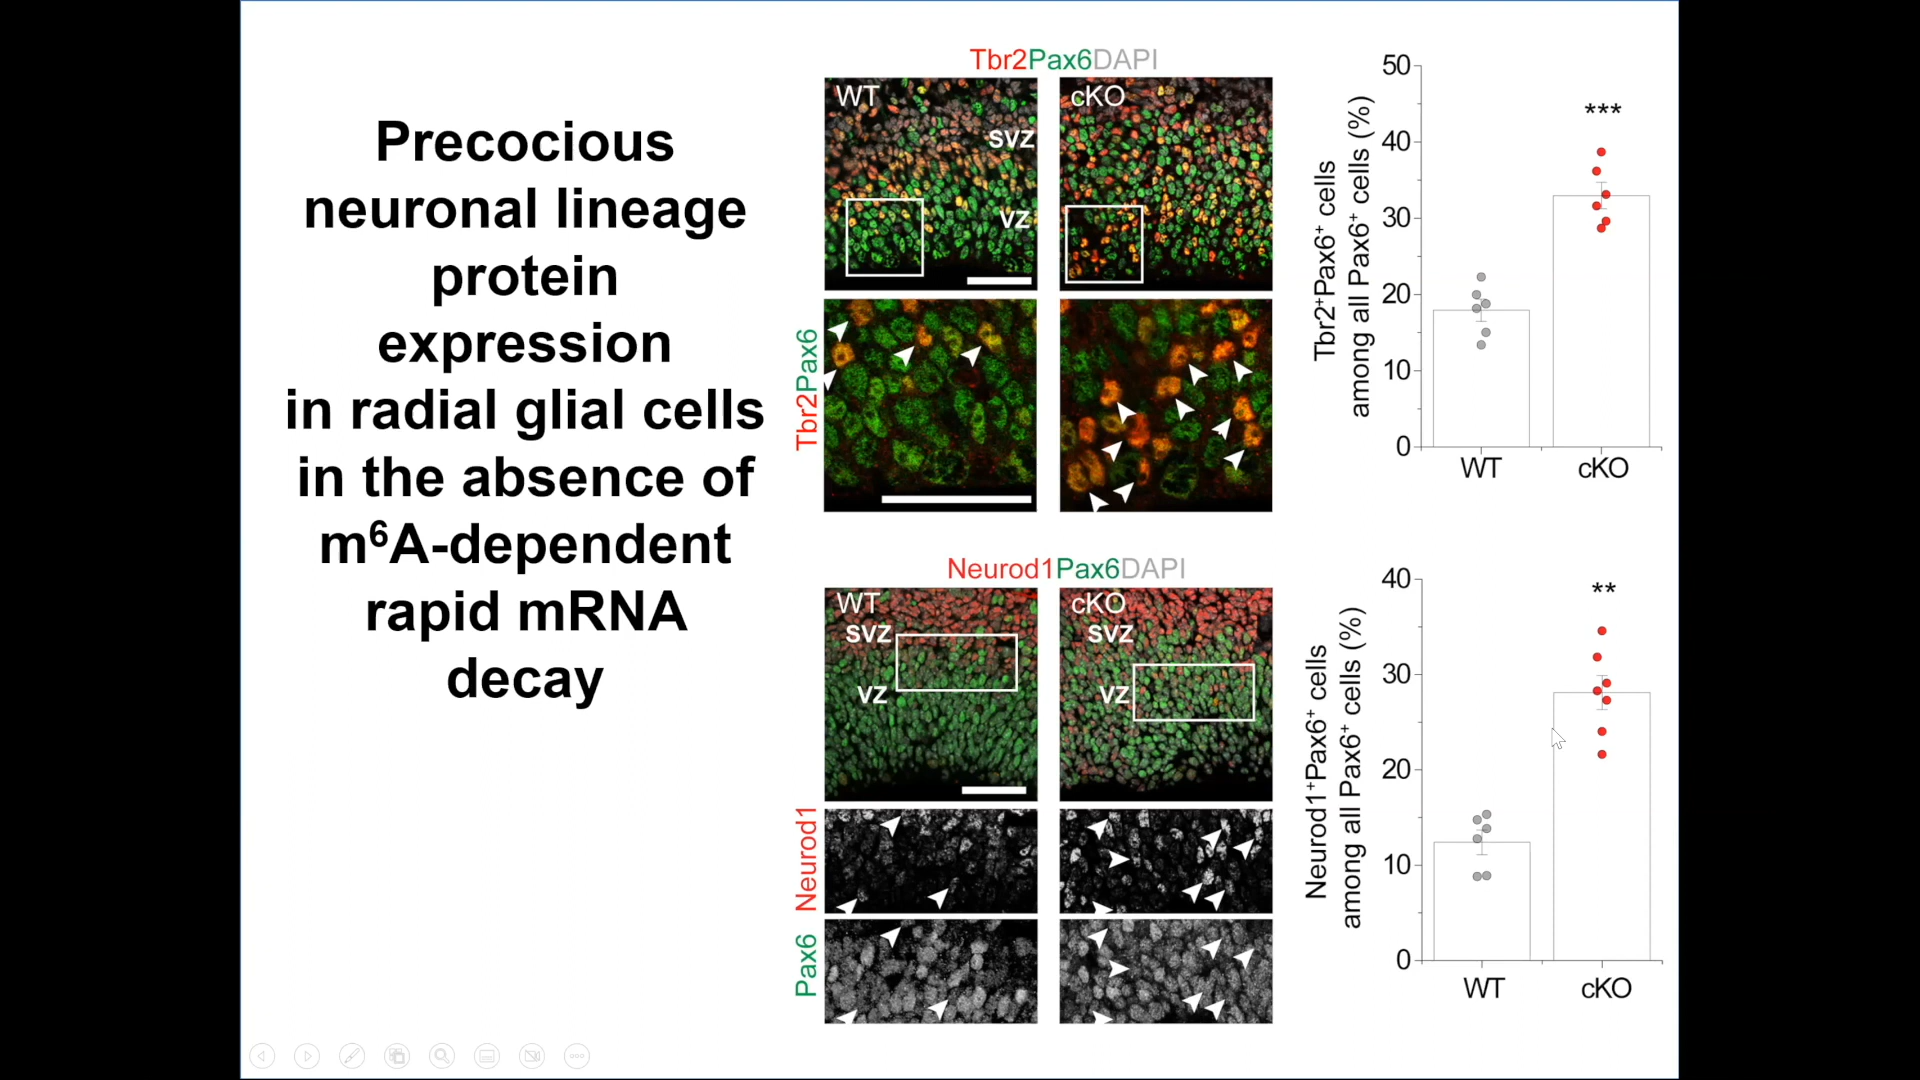 Precocious
neuronal lineage
protein
expression
in radial glial cells
in the absence of
m⁶A-dependent
rapid mRNA
decay
Tbr2Pax6DAPI
WT
SVZ
VZ
cKO
Tbr2Pax6
Tbr2⁺Pax6⁺ cells
among all Pax6⁺ cells (%)
50
40
30
20
10
0
***
WT
cKO
Neurod1Pax6DAPI
WT
SVZ
VZ
cKO
SVZ
VZ
Neurod1
Pax6
Neurod1⁺Pax6⁺ cells
among all Pax6⁺ cells (%)
40
30
20
10
0
**
WT
cKO